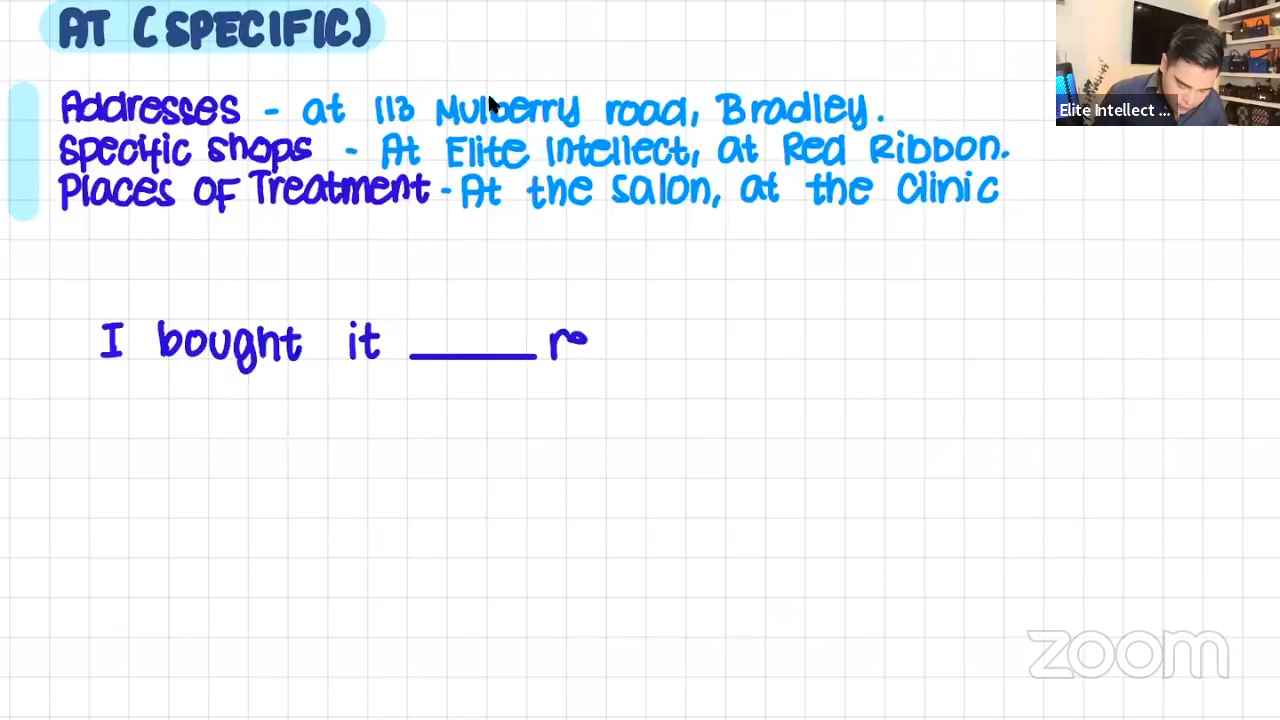 AT (SPECIFIC)
Addresses - at 113 Mulberry road, Bradley.
Specific shops - At Elite Intellect, at Red Ribbon.
Places of Treatment - At the salon, at the clinic
I bought it _____
Elite Intellect ...
zoom